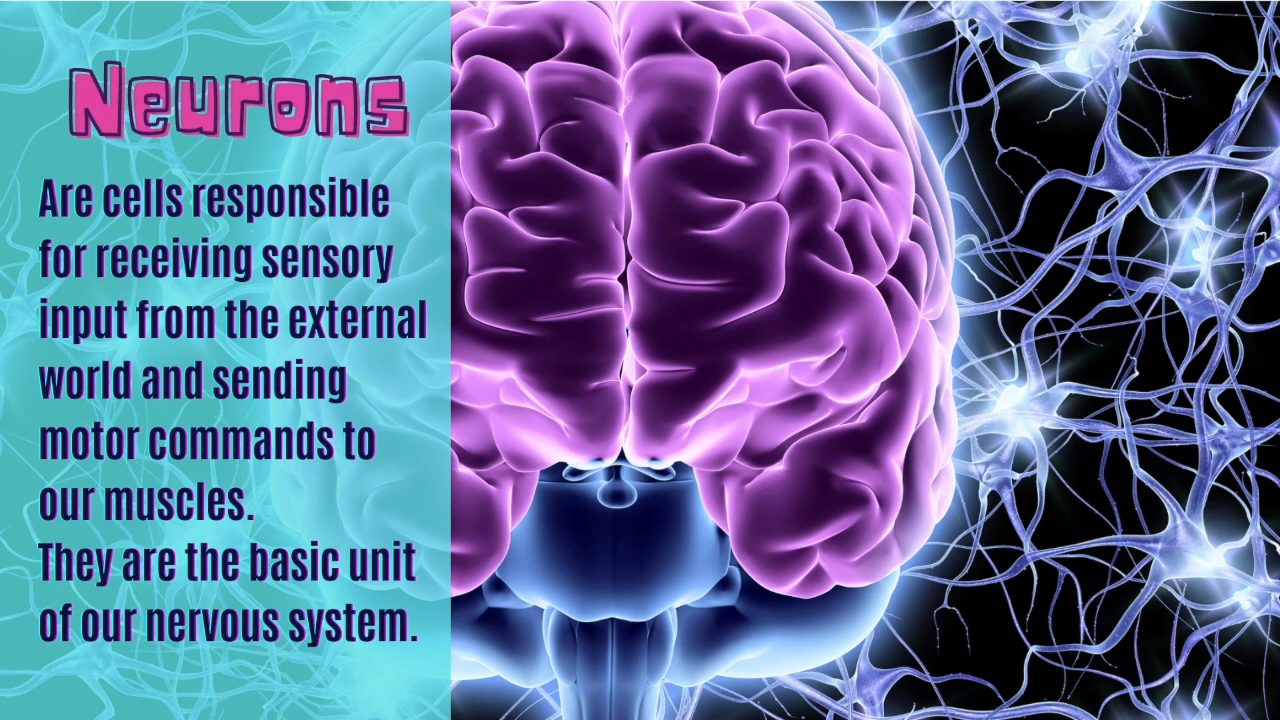 Neurons
Are cells responsible
for receiving sensory
input from the external
world and sending
motor commands to
our muscles.
They are the basic unit
of our nervous system.